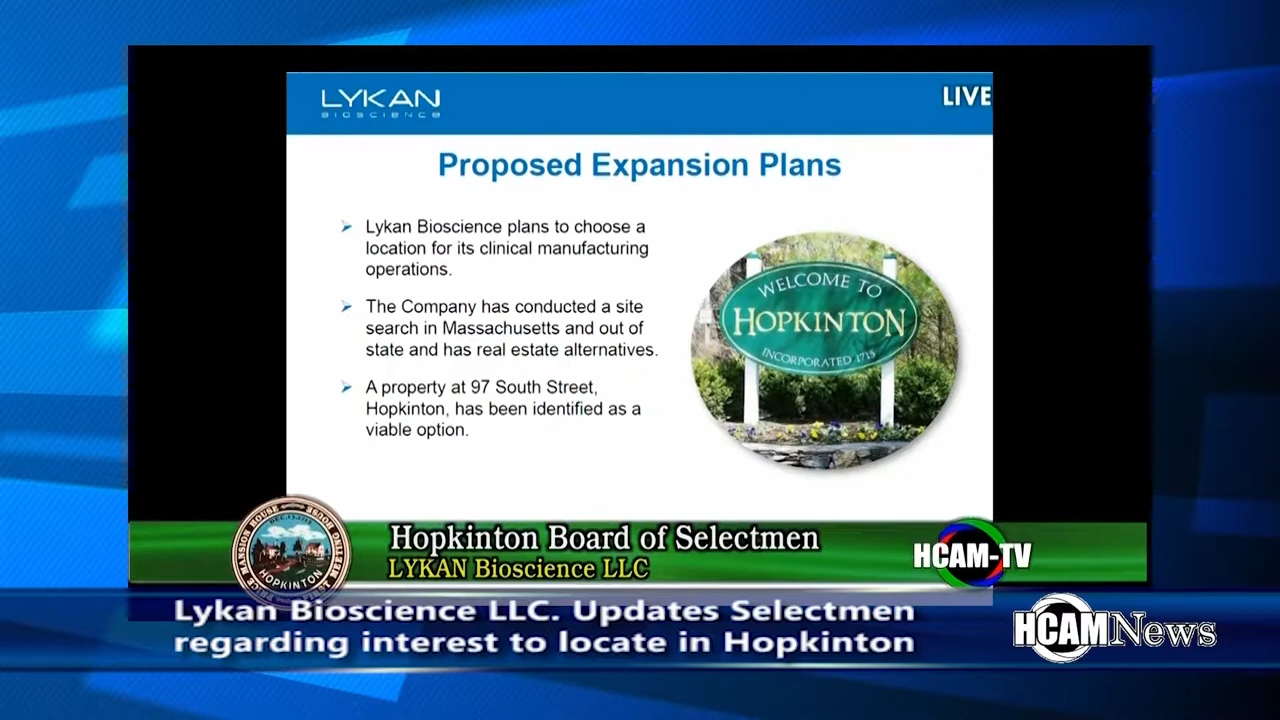 LYKAN
BIOSCIENCE
LIVE
Proposed Expansion Plans
Lykan Bioscience plans to choose a
location for its clinical manufacturing
operations.
The Company has conducted a site
search in Massachusetts and out of
state and has real estate alternatives.
A property at 97 South Street,
Hopkinton, has been identified as a
viable option.
WELCOME TO
HOPKINTON
INCORPORATED 1715
HOPKINTON
Hopkinton Board of Selectmen
LYKAN Bioscience LLC
HCAM-TV
Lykan Bioscience LLC. Updates Selectmen
regarding interest to locate in Hopkinton
HCAM News